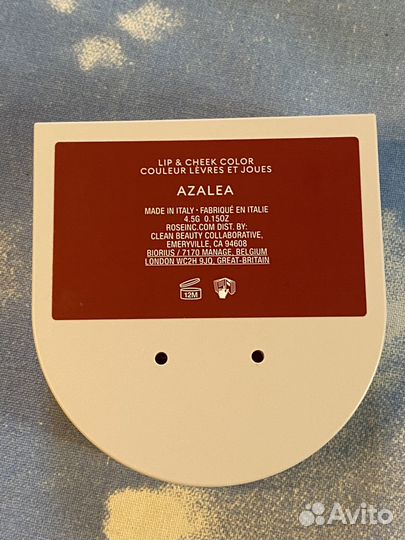 LIP & CHEEK COLOR
COULEUR LÈVRES ET JOUES
AZALEA
MADE IN ITALY • FABRIQUÉ EN ITALIE
4.5G 0.15OZ
ROSEINC.COM DIST. BY:
CLEAN BEAUTY COLLABORATIVE,
EMERYVILLE, CA 94608
BIORIUS / 7170 MANAGE, BELGIUM
LONDON WC2H 9JQ, GREAT-BRITAIN
12M
Avito